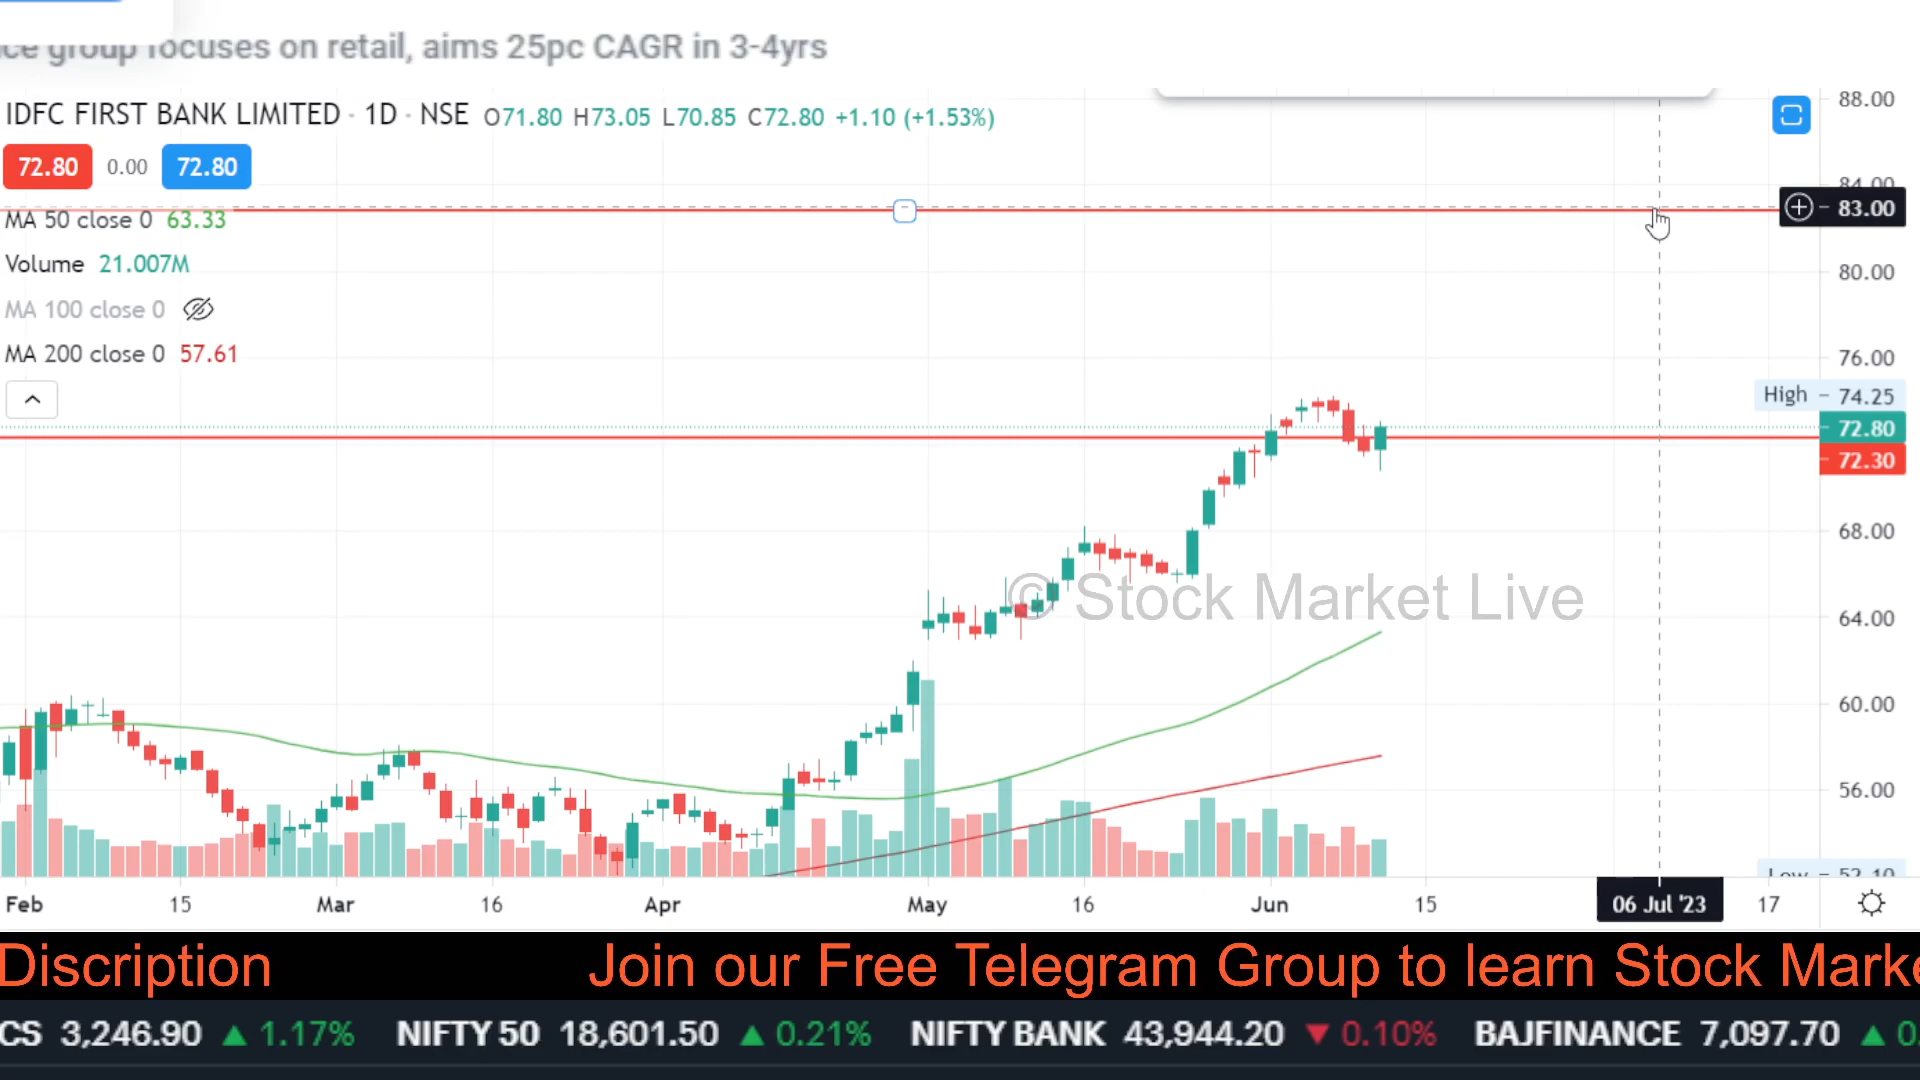 ce group focuses on retail, aims 25pc CAGR in 3-4yrs
IDFC FIRST BANK LIMITED · 1D · NSE O71.80 H73.05 L70.85 C72.80 +1.10 (+1.53%)
72.80 0.00 72.80
MA 50 close 0 63.33
Volume 21.007M
MA 100 close 0
MA 200 close 0 57.61
88.00
84.00
83.00
80.00
76.00
High 74.25
72.80
72.30
68.00
64.00
60.00
56.00
Low 52.10
© Stock Market Live
Feb 15 Mar 16 Apr May 16 Jun 15 06 Jul '23 17
Discription Join our Free Telegram Group to learn Stock Marke
CS 3,246.90 ▲ 1.17% NIFTY 50 18,601.50 ▲ 0.21% NIFTY BANK 43,944.20 ▼ 0.10% BAJFINANCE 7,097.70 ▲ 0.